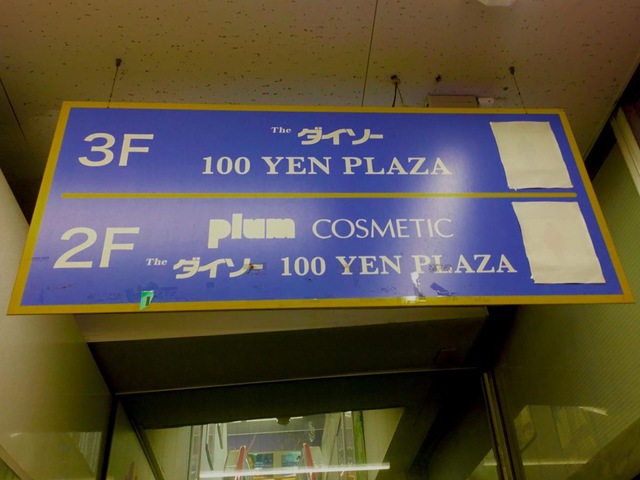 3F The ダイソー
100 YEN PLAZA
2F plum COSMETIC
The ダイソー 100 YEN PLAZA